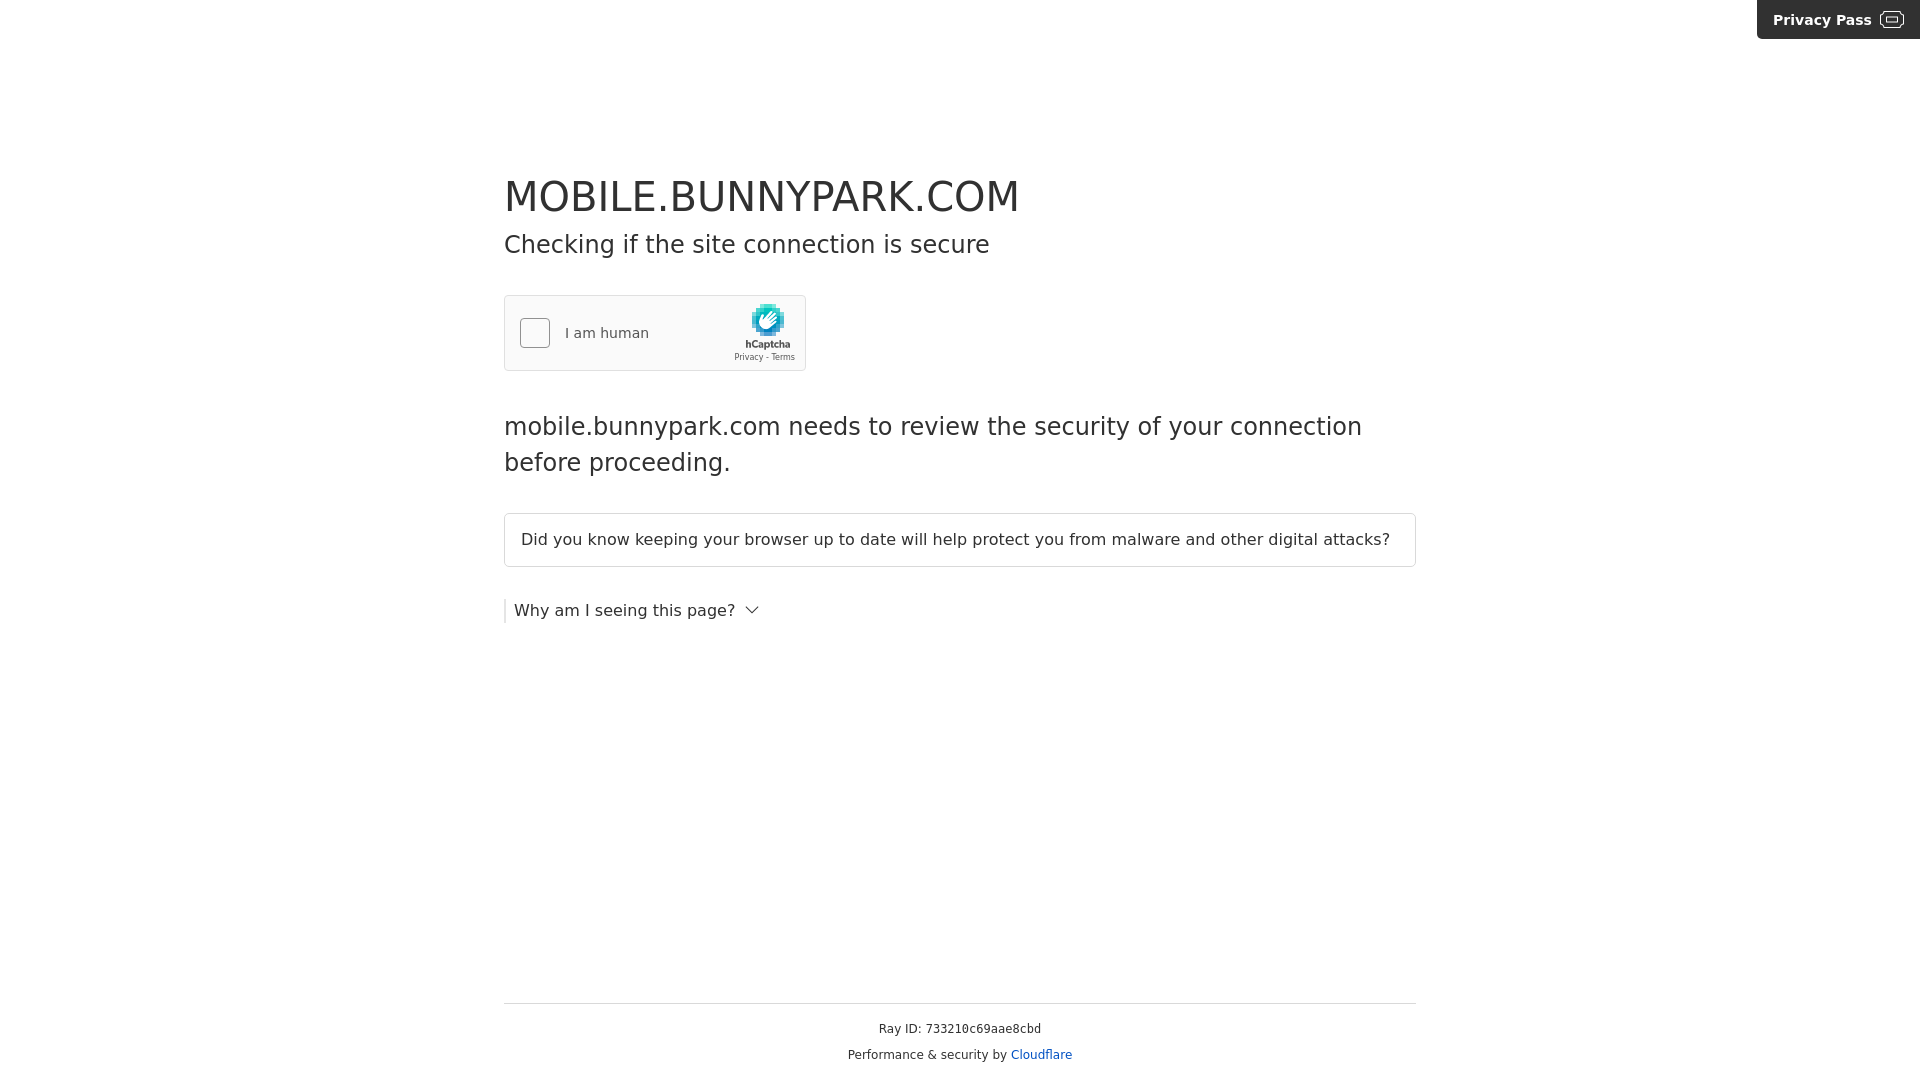 Privacy Pass
MOBILE.BUNNYPARK.COM
Checking if the site connection is secure
I am human
hCaptcha
Privacy - Terms
mobile.bunnypark.com needs to review the security of your connection
before proceeding.
Did you know keeping your browser up to date will help protect you from malware and other digital attacks?
Why am I seeing this page?
Ray ID: 733210c69aae8cbd
Performance & security by Cloudflare